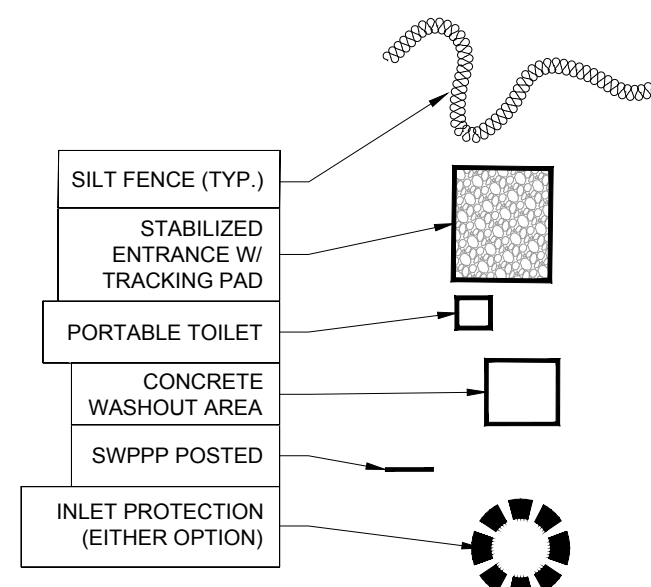 SILT FENCE (TYP.)
STABILIZED
ENTRANCE W/
TRACKING PAD
PORTABLE TOILET
CONCRETE
WASHOUT AREA
SWPPP POSTED
INLET PROTECTION
(EITHER OPTION)